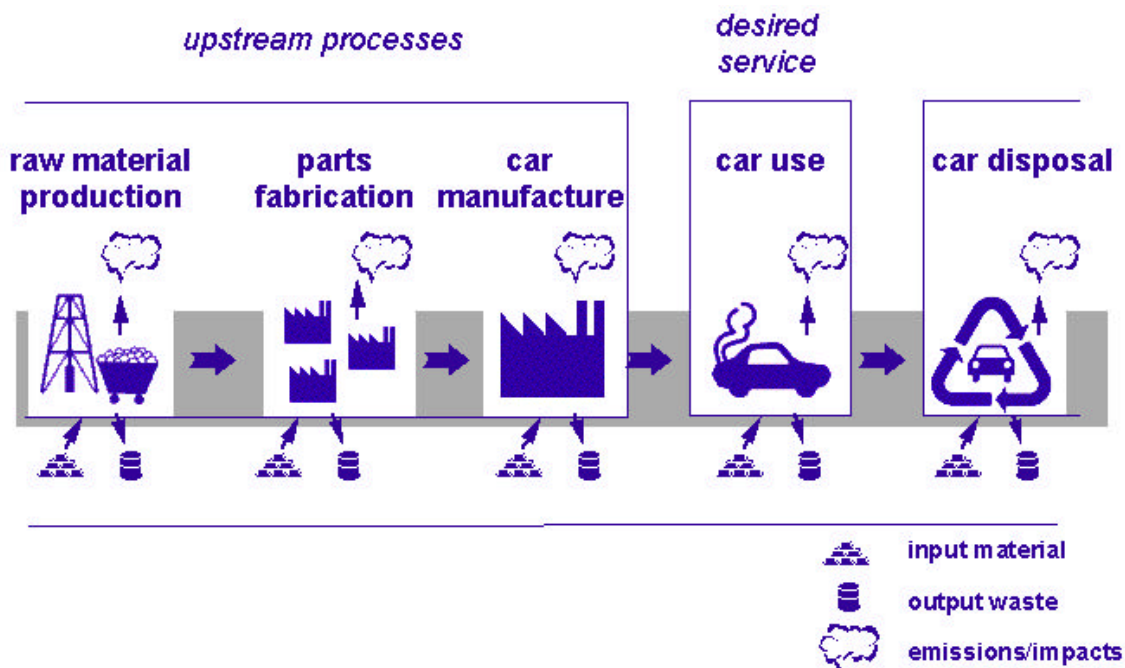 upstream processes
desired
service
raw material
production
parts
fabrication
car
manufacture
car use
car disposal
input material
output waste
emissions/impacts